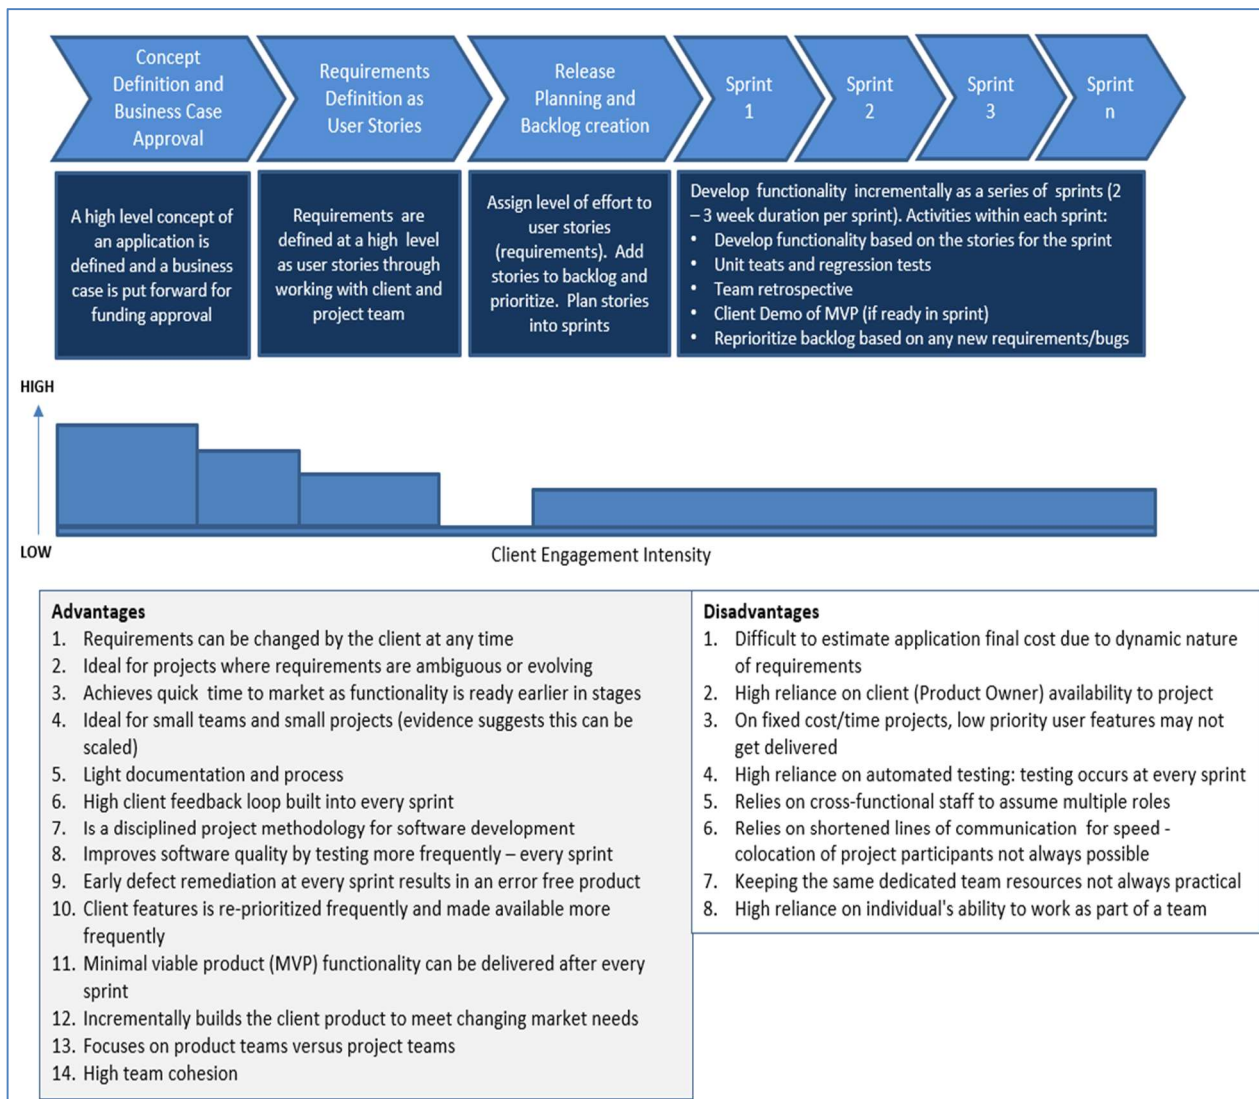 Concept
Definition and
Business Case
Approval
Requirements
Definition as
User Stories
Release
Planning and
Backlog creation
Sprint
1
Sprint
2
Sprint
3
Sprint
n
A high level concept of
an application is
defined and a business
case is put forward for
funding approval
Requirements are
defined at a high level
as user stories through
working with client and
project team
Assign level of effort to
user stories
(requirements). Add
stories to backlog and
prioritize. Plan stories
into sprints
Develop functionality incrementally as a series of sprints (2
– 3 week duration per sprint). Activities within each sprint:
• Develop functionality based on the stories for the sprint
• Unit teats and regression tests
• Team retrospective
• Client Demo of MVP (if ready in sprint)
• Reprioritize backlog based on any new requirements/bugs
HIGH
LOW
Client Engagement Intensity
Advantages
1. Requirements can be changed by the client at any time
2. Ideal for projects where requirements are ambiguous or evolving
3. Achieves quick time to market as functionality is ready earlier in stages
4. Ideal for small teams and small projects (evidence suggests this can be
scaled)
5. Light documentation and process
6. High client feedback loop built into every sprint
7. Is a disciplined project methodology for software development
8. Improves software quality by testing more frequently – every sprint
9. Early defect remediation at every sprint results in an error free product
10. Client features is re-prioritized frequently and made available more
frequently
11. Minimal viable product (MVP) functionality can be delivered after every
sprint
12. Incrementally builds the client product to meet changing market needs
13. Focuses on product teams versus project teams
14. High team cohesion
Disadvantages
1. Difficult to estimate application final cost due to dynamic nature
of requirements
2. High reliance on client (Product Owner) availability to project
3. On fixed cost/time projects, low priority user features may not
get delivered
4. High reliance on automated testing: testing occurs at every sprint
5. Relies on cross-functional staff to assume multiple roles
6. Relies on shortened lines of communication for speed -
colocation of project participants not always possible
7. Keeping the same dedicated team resources not always practical
8. High reliance on individual's ability to work as part of a team